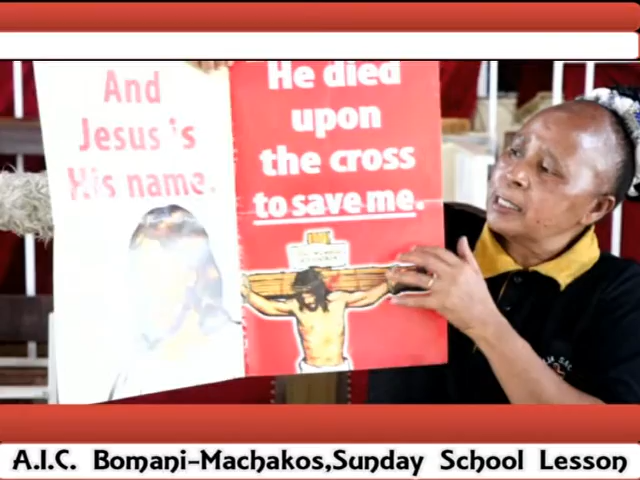 And
Jesus is
His name.
He died
upon
the cross
to save me.
A.I.C. Bomani-Machakos,Sunday School Lesson